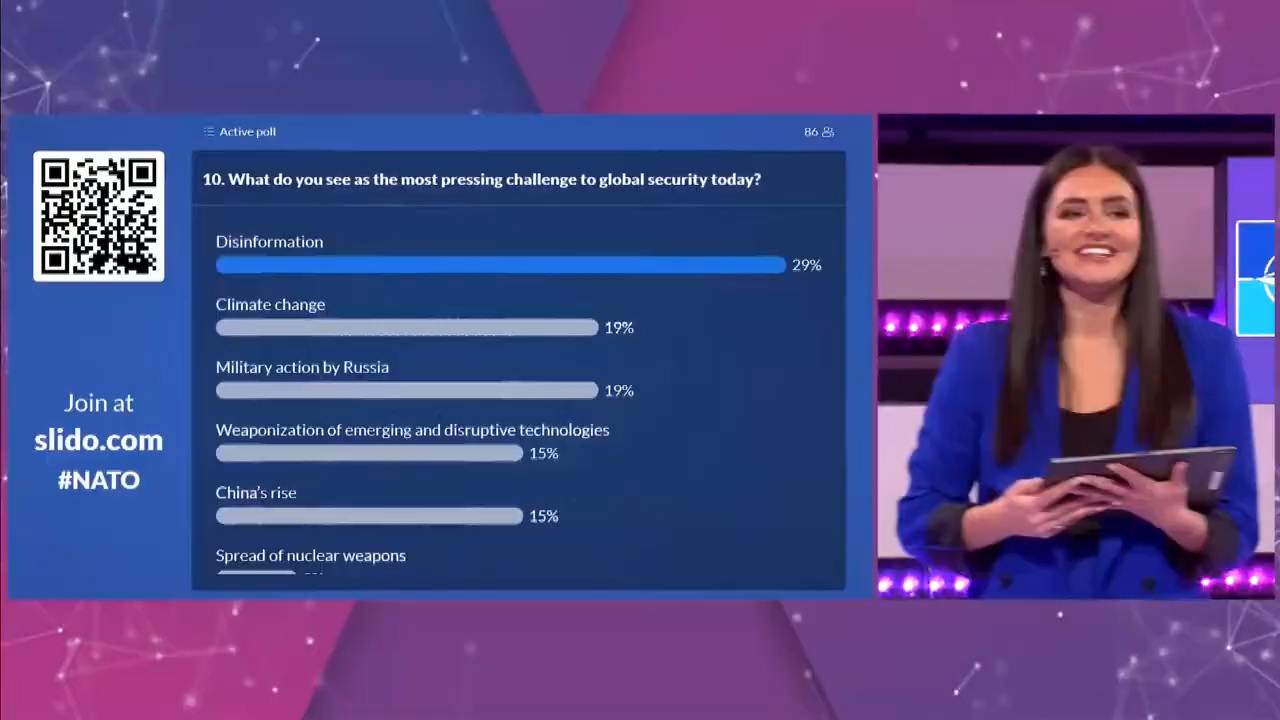 Active poll
86
10. What do you see as the most pressing challenge to global security today?
Disinformation
29%
Climate change
19%
Military action by Russia
19%
Weaponization of emerging and disruptive technologies
15%
China's rise
15%
Spread of nuclear weapons
Join at
slido.com
#NATO